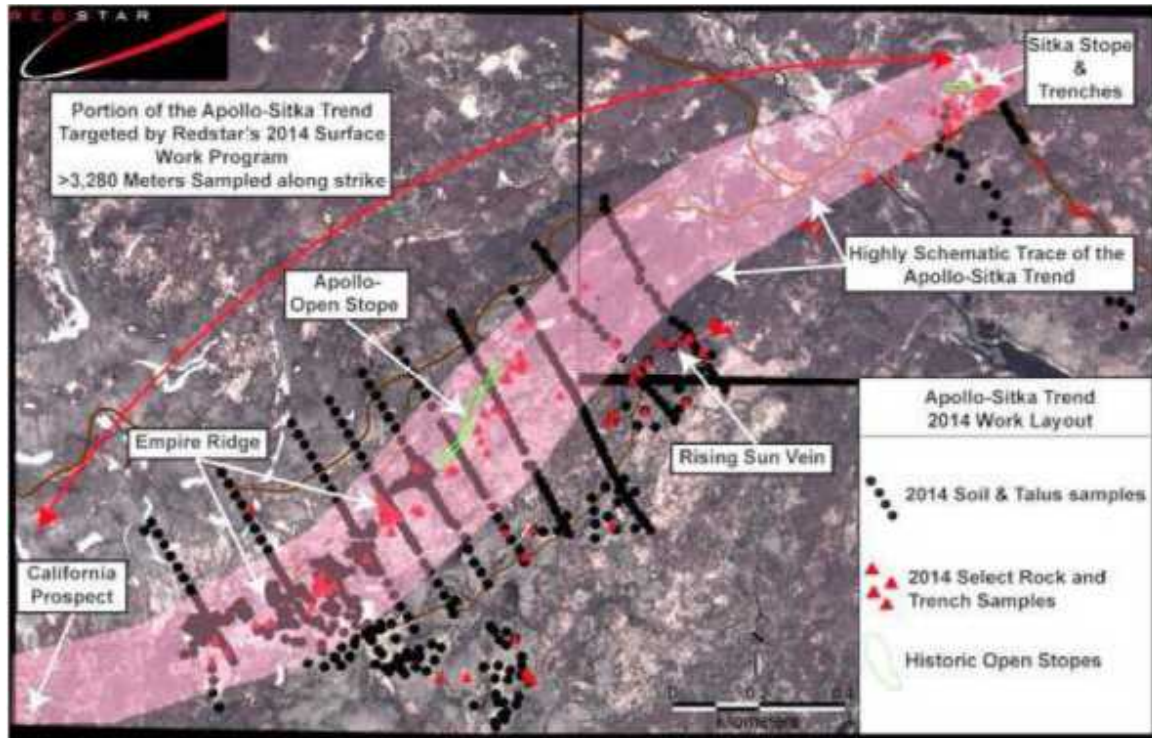 REDSTAR
Portion of the Apollo-Sitka Trend
Targeted by Redstar's 2014 Surface
Work Program
>3,280 Meters Sampled along strike
Sitka Stope
&
Trenches
Highly Schematic Trace of the
Apollo-Sitka Trend
Apollo-
Open Stope
Empire Ridge
Rising Sun Vein
California
Prospect
Apollo-Sitka Trend
2014 Work Layout
2014 Soil & Talus samples
2014 Select Rock and
Trench Samples
Historic Open Stopes
0
Kilometers